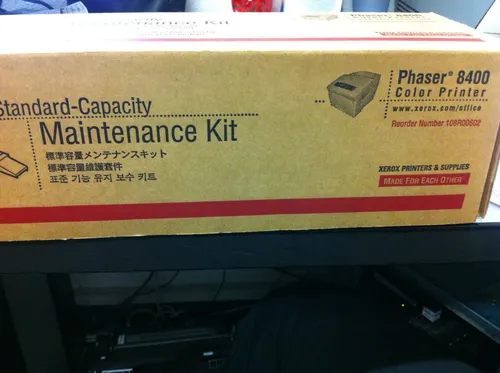 Phaser® 8400
Standard-Capacity
Maintenance Kit
標準容量メンテナンスキット
標準容量維護套件
표준 기능 유지 보수 키트
Phaser® 8400
Color Printer
www.xerox.com/office
Reorder Number 108R00602
XEROX PRINTERS & SUPPLIES
MADE FOR EACH OTHER